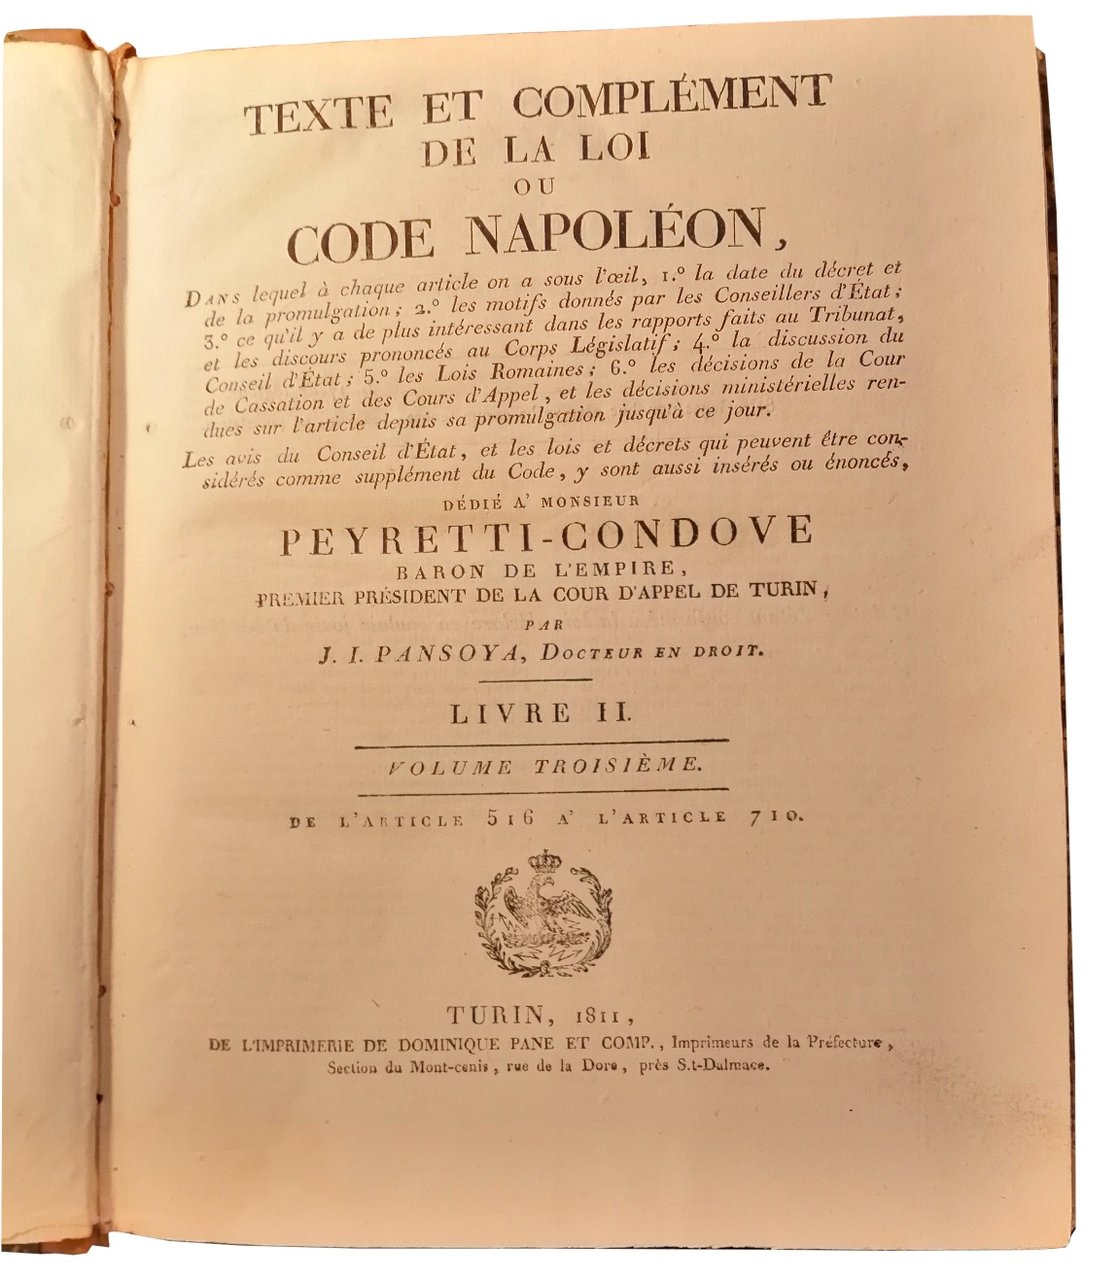 TEXTE ET COMPLÉMENT
DE LA LOI
OU
CODE NAPOLÉON,
DANS lequel à chaque article on a sous l'œil, 1.º la date du décret et
de la promulgation; 2.º les motifs donnés par les Conseillers d'État;
3.º ce qu'il y a de plus intéressant dans les rapports faits au Tribunat,
et les discours prononcés au Corps Législatif; 4.º la discussion du
Conseil d'État; 5.º les Lois Romaines; 6.º les décisions de la Cour
de Cassation et des Cours d'Appel, et les décisions ministérielles ren-
dues sur l'article depuis sa promulgation jusqu'à ce jour.
Les avis du Conseil d'État, et les lois et décrets qui peuvent être con-
sidérés comme supplément du Code, y sont aussi insérés ou énoncés,
DÉDIÉ A' MONSIEUR
PEYRETTI-CONDOVE
BARON DE L'EMPIRE,
PREMIER PRÉSIDENT DE LA COUR D'APPEL DE TURIN,
PAR
J. I. PANSOYA, DOCTEUR EN DROIT.
LIVRE II.
VOLUME TROISIÈME.
DE L'ARTICLE 516 A' L'ARTICLE 710.
TURIN, 1811,
DE L'IMPRIMERIE DE DOMINIQUE PANE ET COMP., Imprimeurs de la Préfecture,
Section du Mont-cenis, rue de la Dore, près S.t-Dalmace.